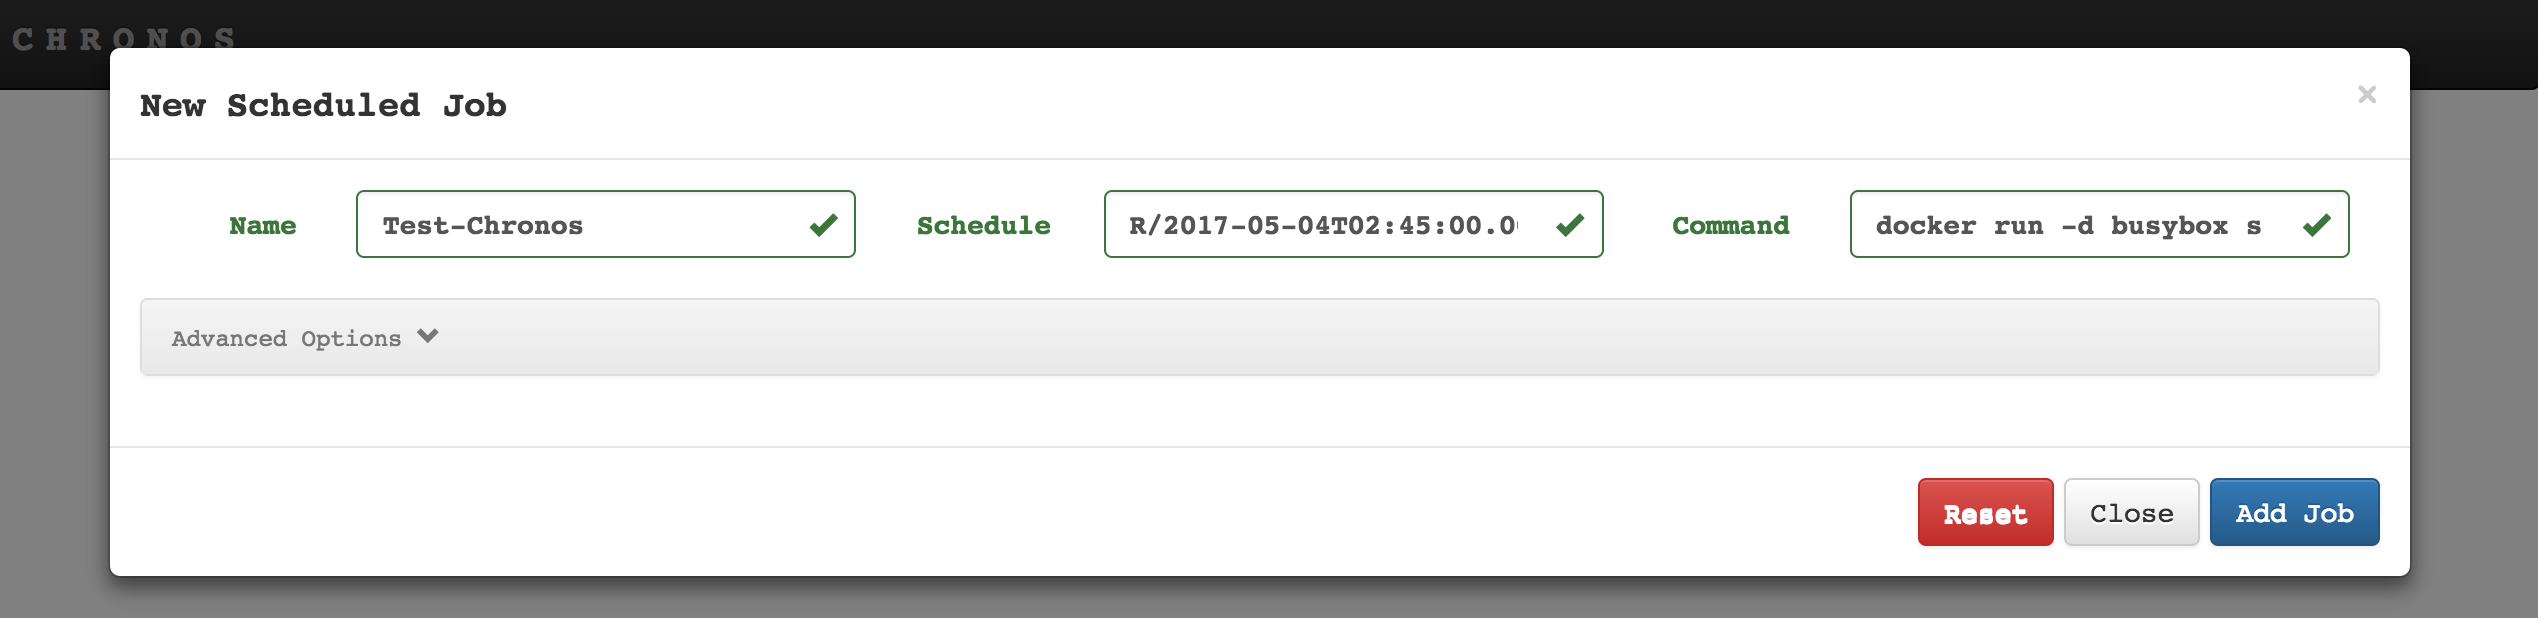 CHRONOS
New Scheduled Job
×
Name Test-Chronos Schedule R/2017-05-04T02:45:00.0 Command docker run -d busybox s
Advanced Options
Reset Close Add Job